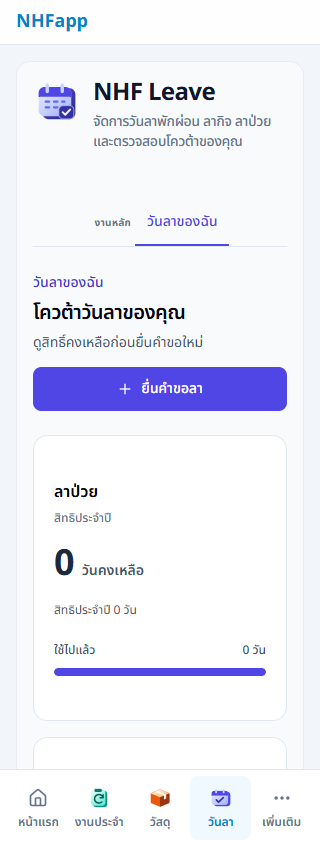 NHFapp
NHF Leave
จัดการวันลาพักผ่อน ลากิจ ลาป่วย
และตรวจสอบโควต้าของคุณ
งานหลัก
วันลาของฉัน
วันลาของฉัน
โควต้าวันลาของคุณ
ดูสิทธิ์คงเหลือก่อนยื่นคำขอใหม่
ยื่นคำขอลา
ลาป่วย
สิทธิประจำปี
0 วันคงเหลือ
สิทธิประจำปี 0 วัน
ใช้ไปแล้ว 0 วัน
หน้าแรก
งานประจำ
วัสดุ
วันลา
เพิ่มเติม